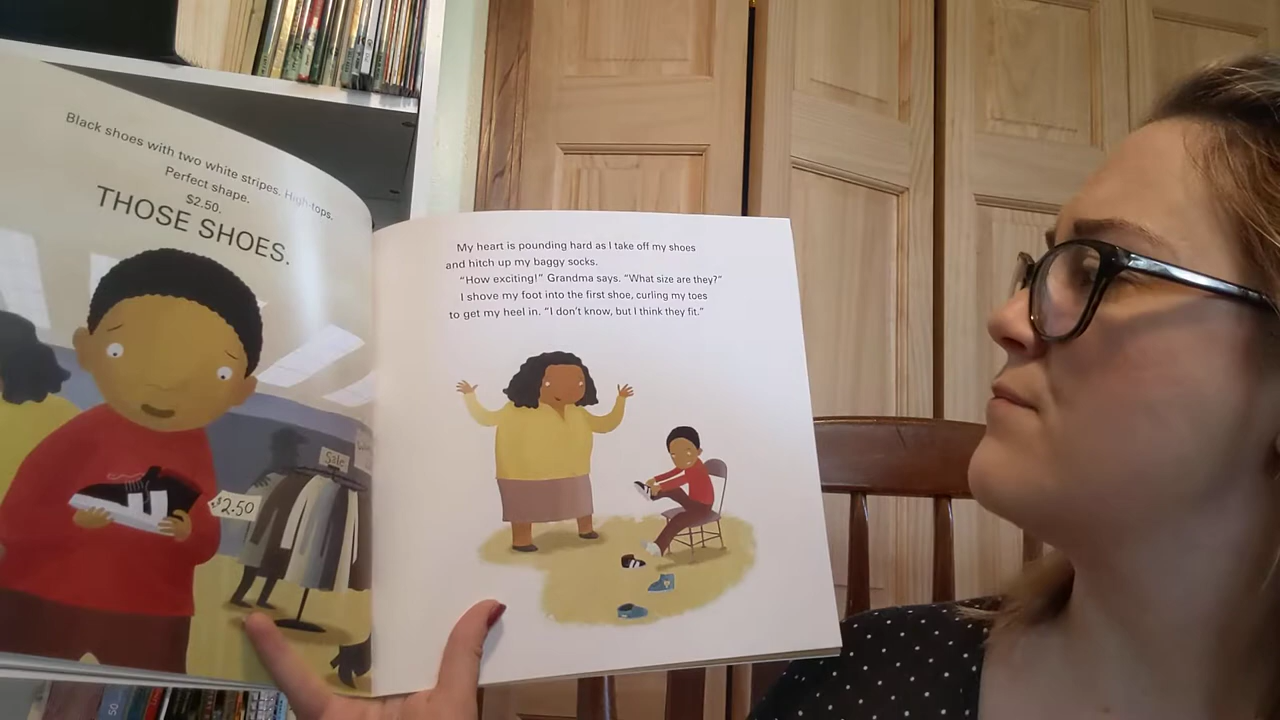 Black shoes with two white stripes. High-tops.
Perfect shape.
$2.50.
THOSE SHOES.
$2.50
Sale
My heart is pounding hard as I take off my shoes
and hitch up my baggy socks.
"How exciting!" Grandma says. "What size are they?"
I shove my foot into the first shoe, curling my toes
to get my heel in. "I don't know, but I think they fit."